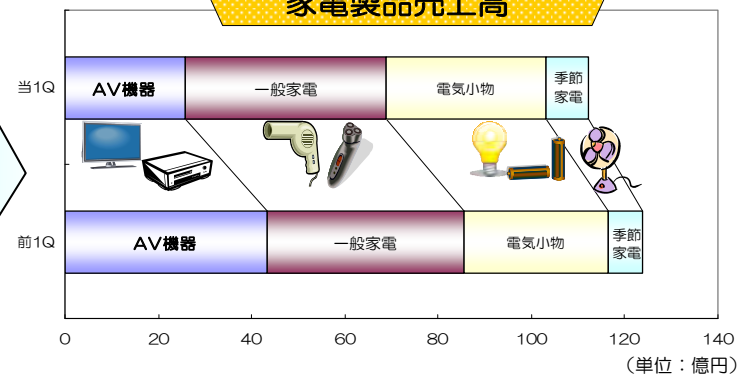 家電製品売上高
当1Q
AV機器
一般家電
電気小物
季節
家電
前1Q
AV機器
一般家電
電気小物
季節
家電
0
20
40
60
80
100
120
140
（単位：億円）